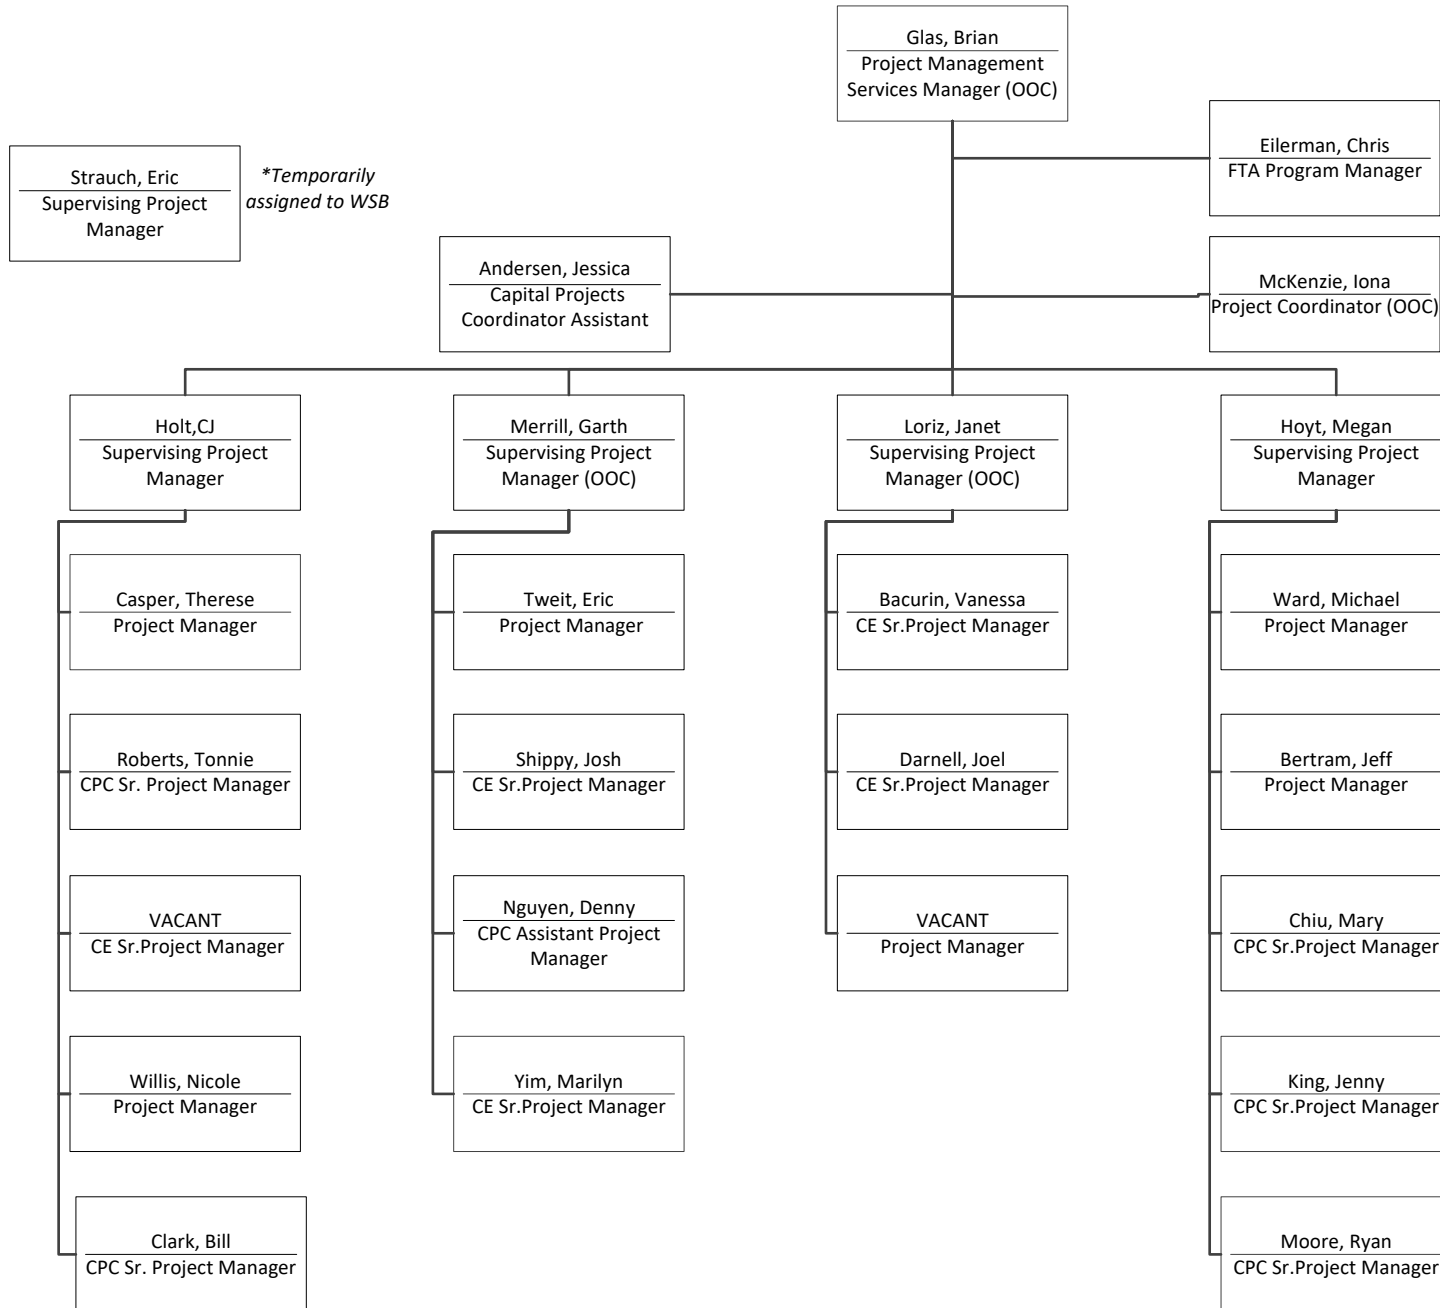 Glas, Brian
Project Management
Services Manager (OOC)
Eilerman, Chris
FTA Program Manager
Strauch, Eric
Supervising Project
Manager
*Temporarily
assigned to WSB
Andersen, Jessica
Capital Projects
Coordinator Assistant
McKenzie, Iona
Project Coordinator (OOC)
Holt,CJ
Supervising Project
Manager
Merrill, Garth
Supervising Project
Manager (OOC)
Loriz, Janet
Supervising Project
Manager (OOC)
Hoyt, Megan
Supervising Project
Manager
Casper, Therese
Project Manager
Tweit, Eric
Project Manager
Bacurin, Vanessa
CE Sr.Project Manager
Ward, Michael
Project Manager
Roberts, Tonnie
CPC Sr. Project Manager
Shippy, Josh
CE Sr.Project Manager
Darnell, Joel
CE Sr.Project Manager
Bertram, Jeff
Project Manager
VACANT
CE Sr.Project Manager
Nguyen, Denny
CPC Assistant Project
Manager
VACANT
Project Manager
Chiu, Mary
CPC Sr.Project Manager
Willis, Nicole
Project Manager
Yim, Marilyn
CE Sr.Project Manager
King, Jenny
CPC Sr.Project Manager
Clark, Bill
CPC Sr. Project Manager
Moore, Ryan
CPC Sr.Project Manager